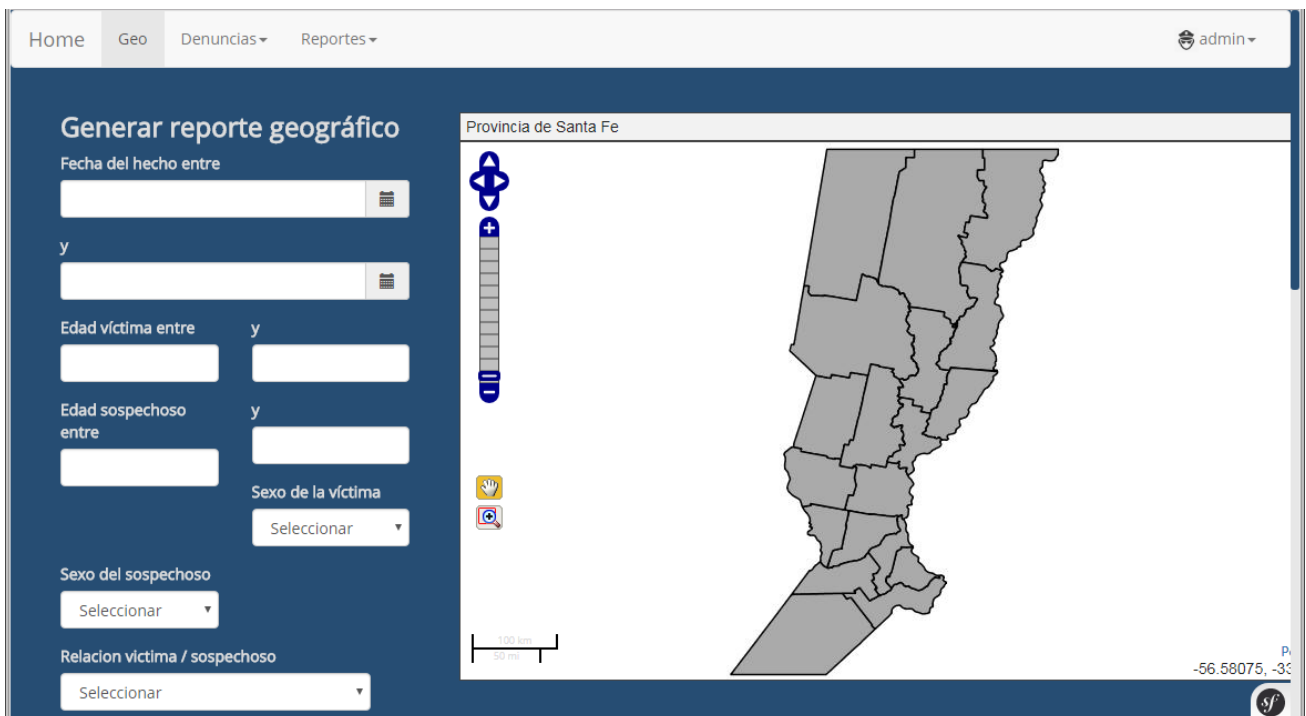 Home Geo Denuncias Reportes admin
Generar reporte geográfico
Fecha del hecho entre
y
Edad víctima entre y
Edad sospechoso entre y
Sexo de la víctima
Seleccionar
Sexo del sospechoso
Seleccionar
Relacion victima / sospechoso
Seleccionar
Provincia de Santa Fe
100 km
50 mi
-56.58075, -33
sf